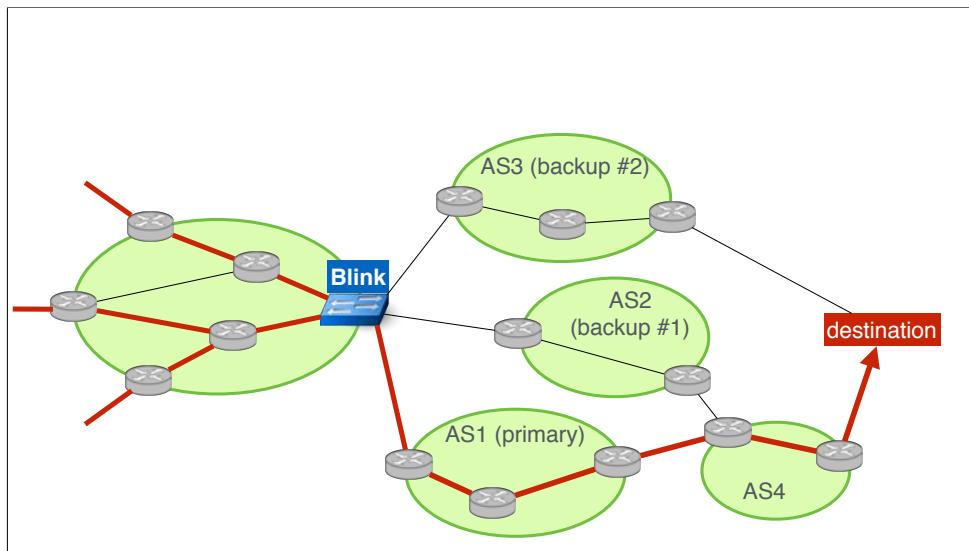 AS3 (backup #2)
Blink
AS2
(backup #1)
destination
AS1 (primary)
AS4